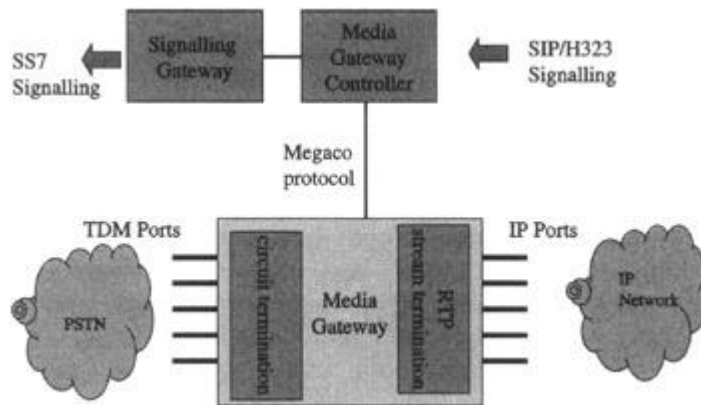 SS7
Signalling
Signalling
Gateway
Media
Gateway
Controller
SIP/H323
Signalling
Megaco
protocol
TDM Ports
IP Ports
PSTN
circuit termination
Media
Gateway
RTP
stream termination
IP
Network